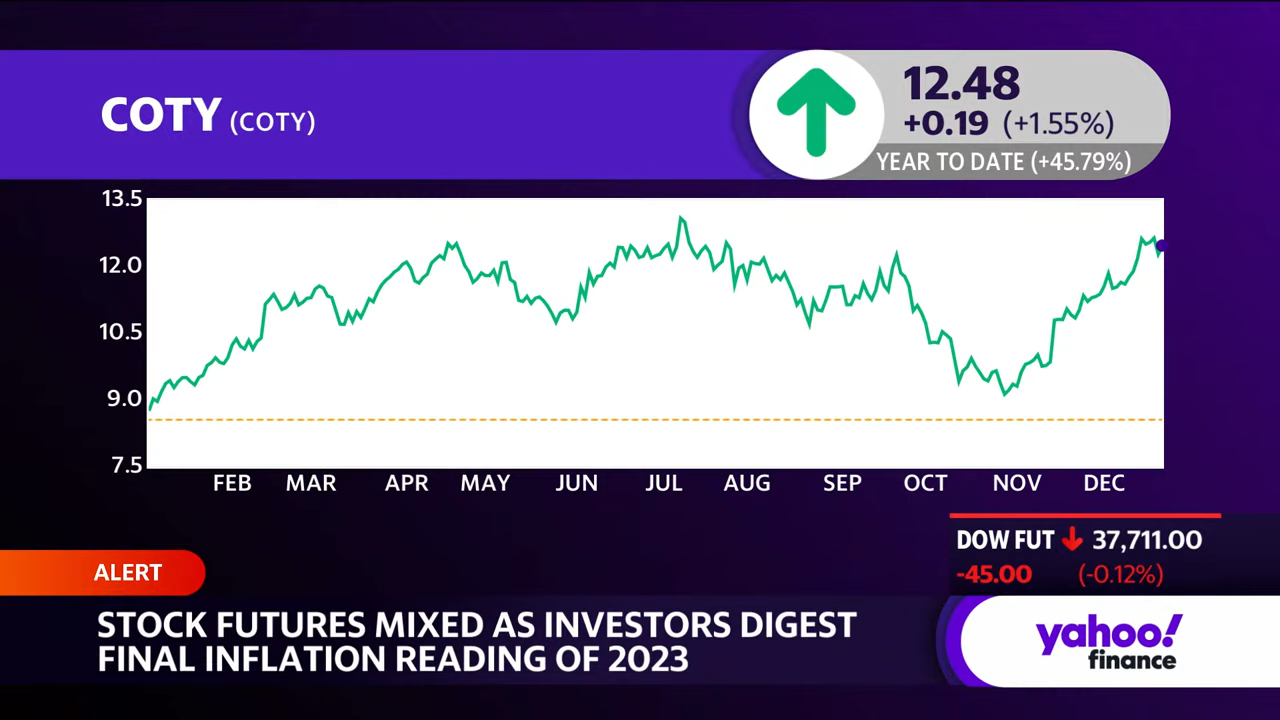 COTY (COTY)
12.48
+0.19 (+1.55%)
YEAR TO DATE (+45.79%)
13.5
12.0
10.5
9.0
7.5
FEB MAR APR MAY JUN JUL AUG SEP OCT NOV DEC
DOW FUT 37,711.00
-45.00 (-0.12%)
ALERT
STOCK FUTURES MIXED AS INVESTORS DIGEST
FINAL INFLATION READING OF 2023
yahoo!
finance